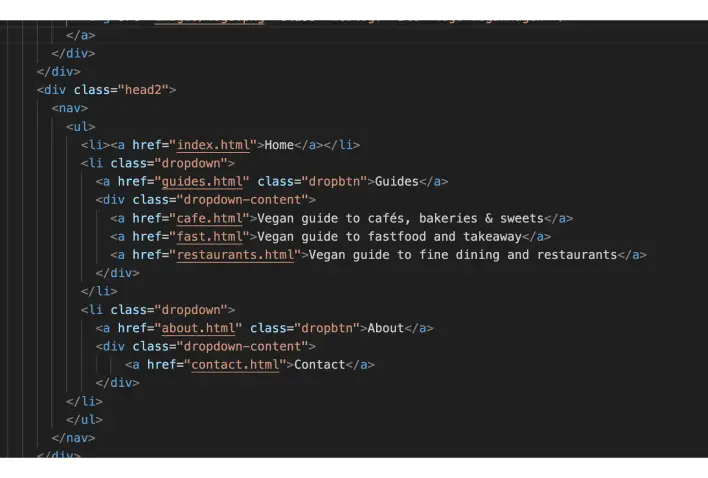 </a>
</div>
</div>
<div class="head2">
<nav>
<ul>
<li><a href="index.html">Home</a></li>
<li class="dropdown">
<a href="guides.html" class="dropbtn">Guides</a>
<div class="dropdown-content">
<a href="cafe.html">Vegan guide to cafés, bakeries & sweets</a>
<a href="fast.html">Vegan guide to fastfood and takeaway</a>
<a href="restaurants.html">Vegan guide to fine dining and restaurants</a>
</div>
</li>
<li class="dropdown">
<a href="about.html" class="dropbtn">About</a>
<div class="dropdown-content">
<a href="contact.html">Contact</a>
</div>
</li>
</ul>
</nav>
</div>